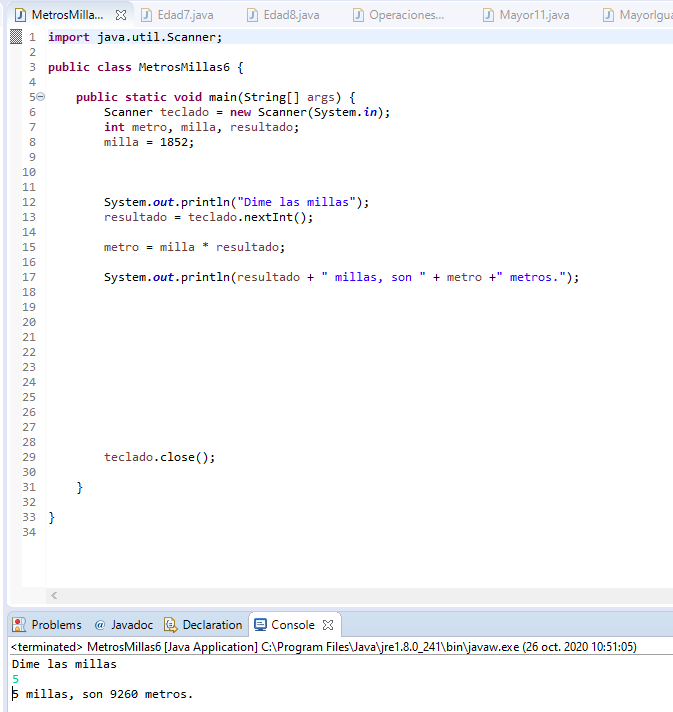 MetrosMilla... Edad7.java Edad8.java Operaciones... Mayor11.java MayorIgua
1 import java.util.Scanner;
2
3 public class MetrosMillas6 {
4
5 public static void main(String[] args) {
6 Scanner teclado = new Scanner(System.in);
7 int metro, milla, resultado;
8 milla = 1852;
9
10
11
12 System.out.println("Dime las millas");
13 resultado = teclado.nextInt();
14
15 metro = milla * resultado;
16
17 System.out.println(resultado + " millas, son " + metro +" metros.");
18
19
20
21
22
23
24
25
26
27
28
29 teclado.close();
30
31 }
32
33 }
34
Problems @ Javadoc Declaration Console
<terminated> MetrosMillas6 [Java Application] C:\Program Files\Java\jre1.8.0_241\bin\javaw.exe (26 oct. 2020 10:51:05)
Dime las millas
5
5 millas, son 9260 metros.